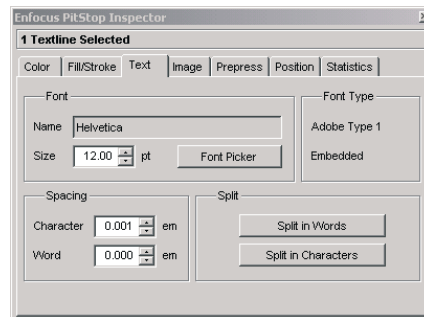 Enfocus PitStop Inspector
1 Textline Selected
Color Fill/Stroke Text Image Prepress Position Statistics
Font
Name Helvetica
Size 12.00 pt Font Picker
Font Type
Adobe Type 1
Embedded
Spacing
Character 0.001 em
Word 0.000 em
Split
Split in Words
Split in Characters